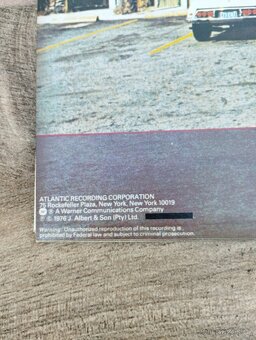 ATLANTIC RECORDING CORPORATION
75 Rockefeller Plaza, New York, New York 10019
® A Warner Communications Company
℗ © 1976 J. Albert & Son (Pty) Ltd.
Warning: Unauthorized reproduction of this recording is
prohibited by Federal law and subject to criminal prosecution.